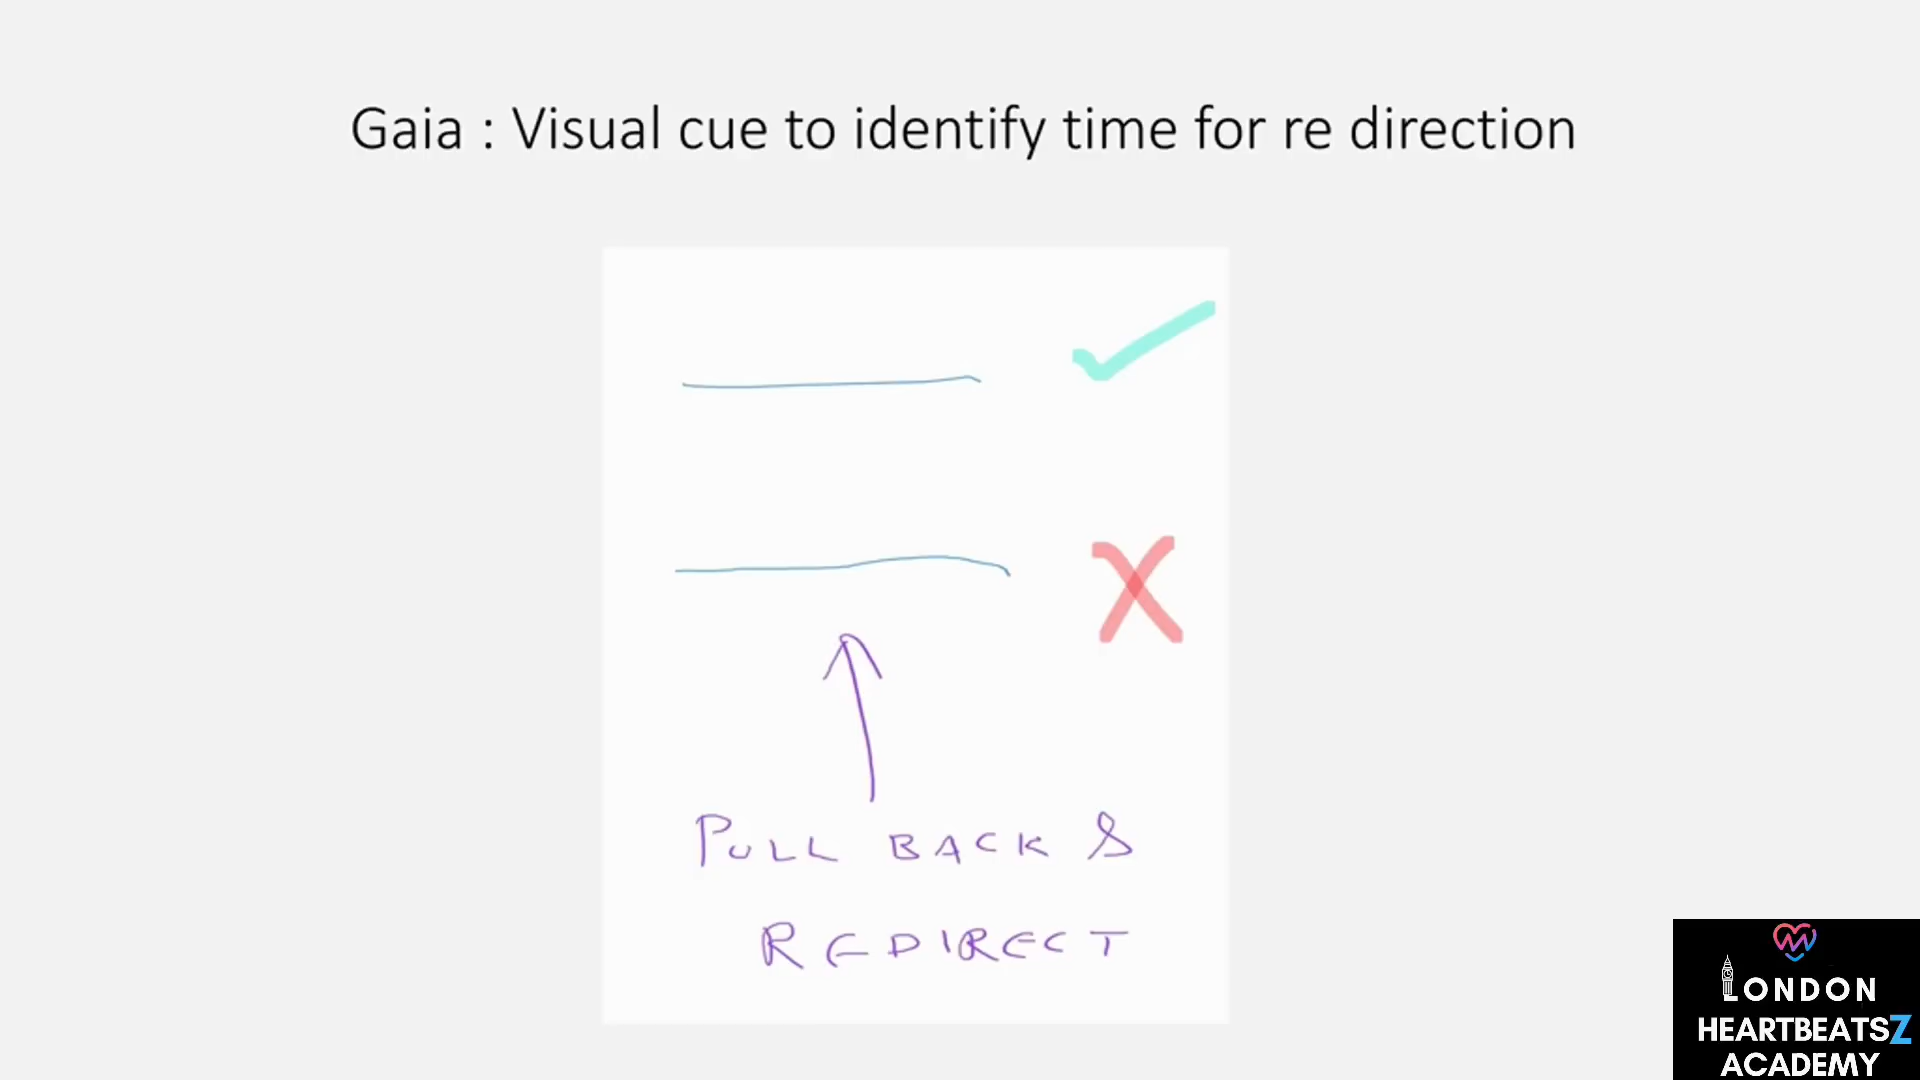 Gaia : Visual cue to identify time for re direction
PULL BACK &
REDIRECT
LONDON
HEARTBEATSZ
ACADEMY